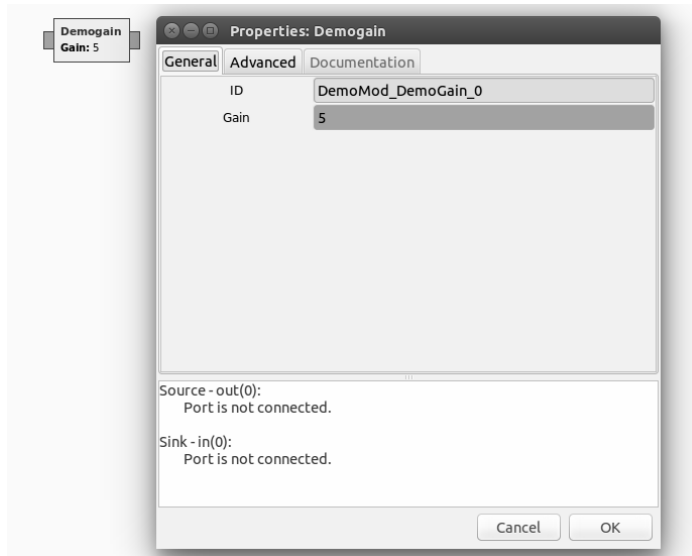 Demogain
Gain: 5
Properties: Demogain
General Advanced Documentation
ID DemoMod_DemoGain_0
Gain 5
Source - out(0):
Port is not connected.
Sink - in(0):
Port is not connected.
Cancel OK